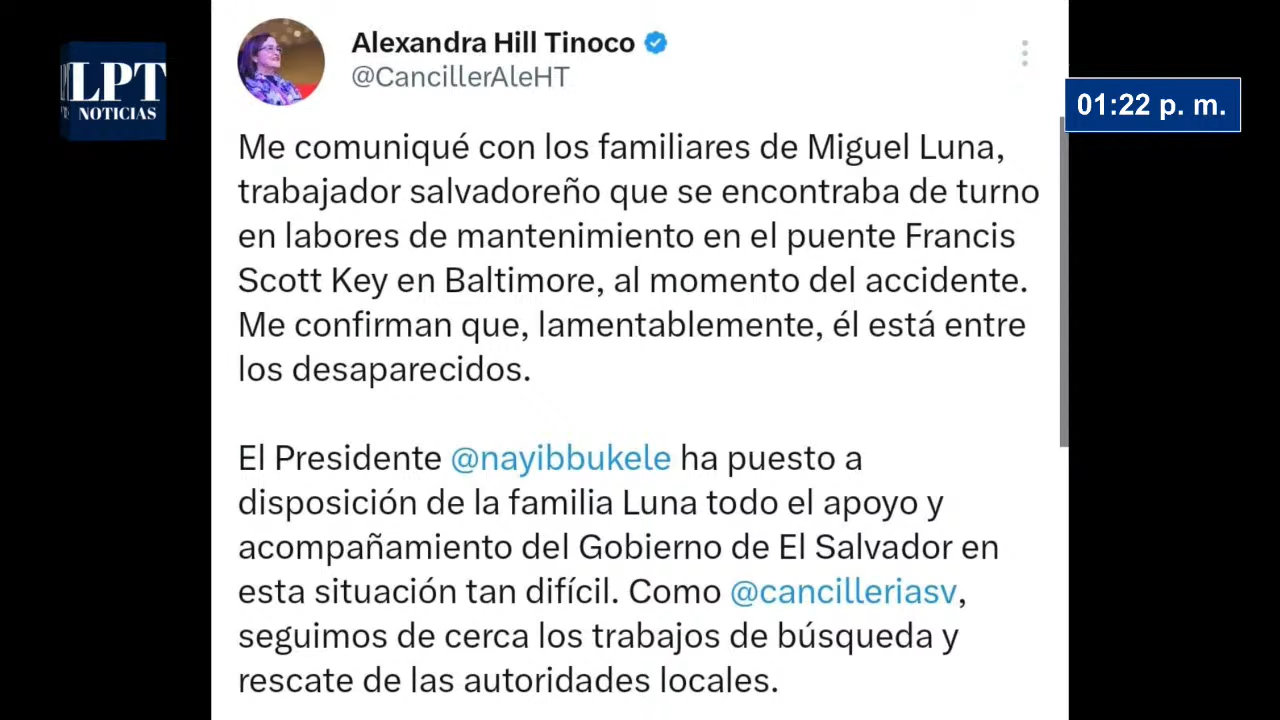 LPT
NOTICIAS
Alexandra Hill Tinoco
@CancillerAleHT
01:22 p. m.
Me comuniqué con los familiares de Miguel Luna,
trabajador salvadoreño que se encontraba de turno
en labores de mantenimiento en el puente Francis
Scott Key en Baltimore, al momento del accidente.
Me confirman que, lamentablemente, él está entre
los desaparecidos.
El Presidente @nayibbukele ha puesto a
disposición de la familia Luna todo el apoyo y
acompañamiento del Gobierno de El Salvador en
esta situación tan difícil. Como @cancilleriasv,
seguimos de cerca los trabajos de búsqueda y
rescate de las autoridades locales.